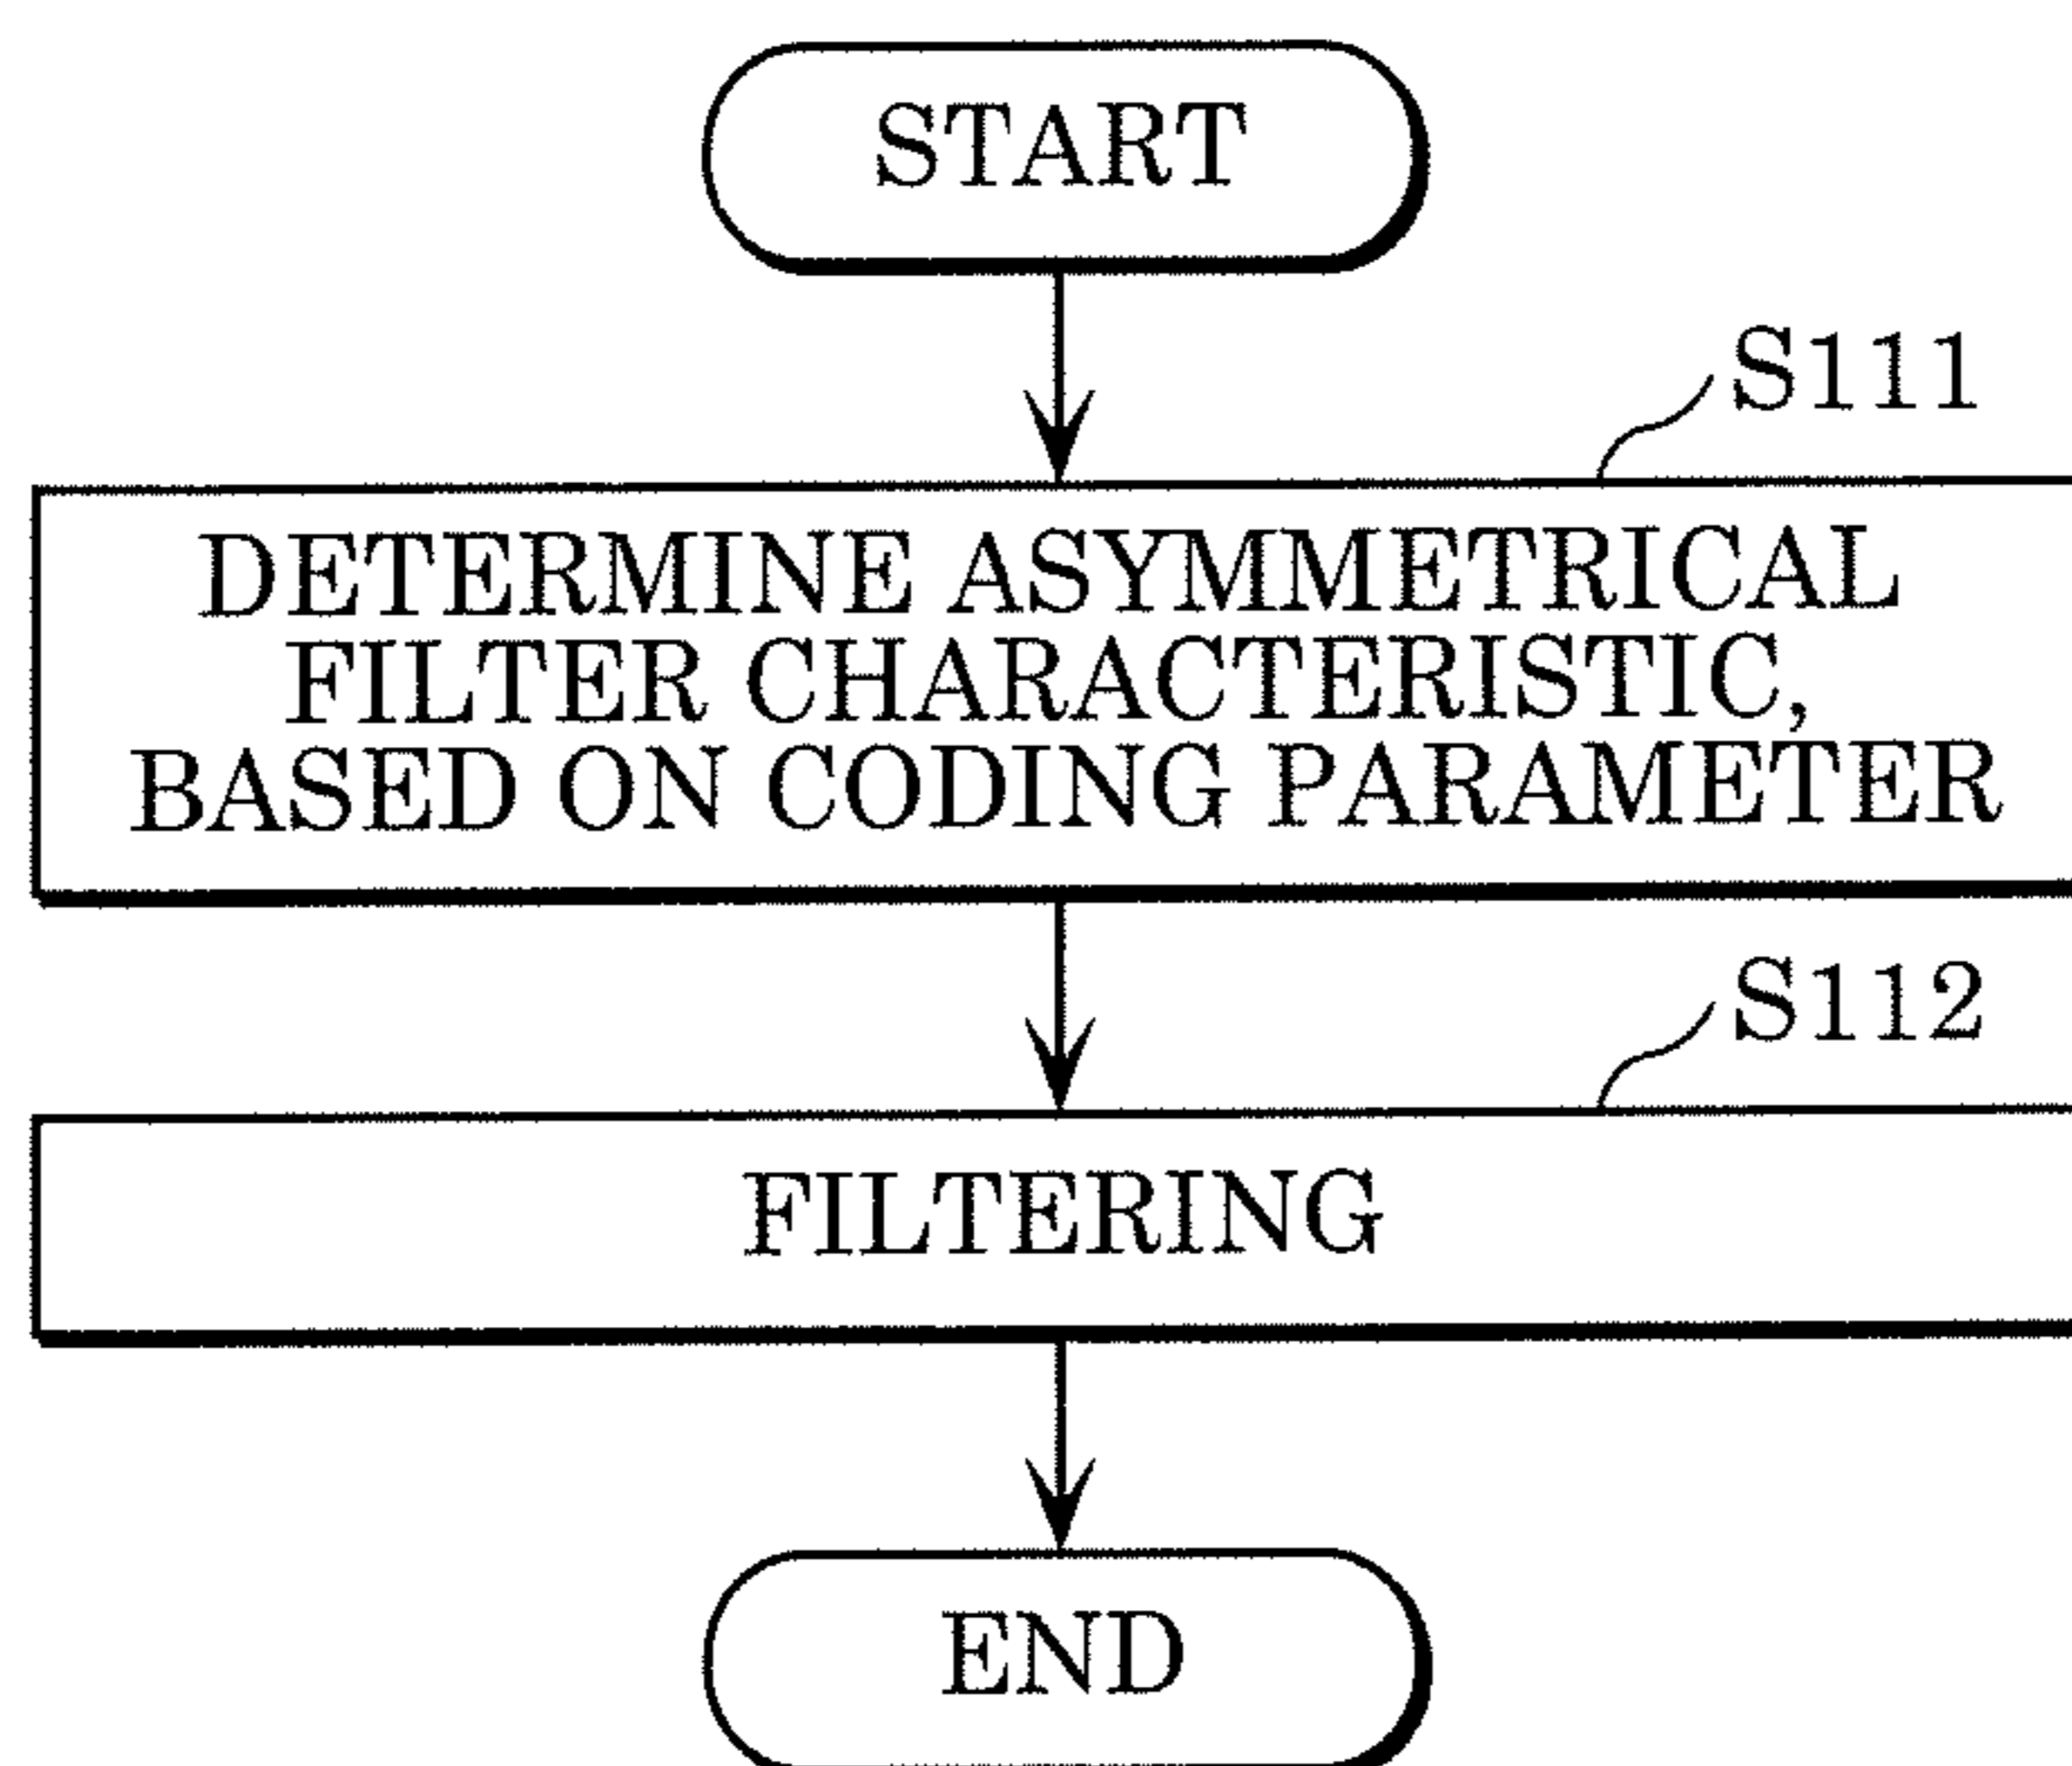 START
S111
DETERMINE ASYMMETRICAL
FILTER CHARACTERISTIC,
BASED ON CODING PARAMETER
S112
FILTERING
END